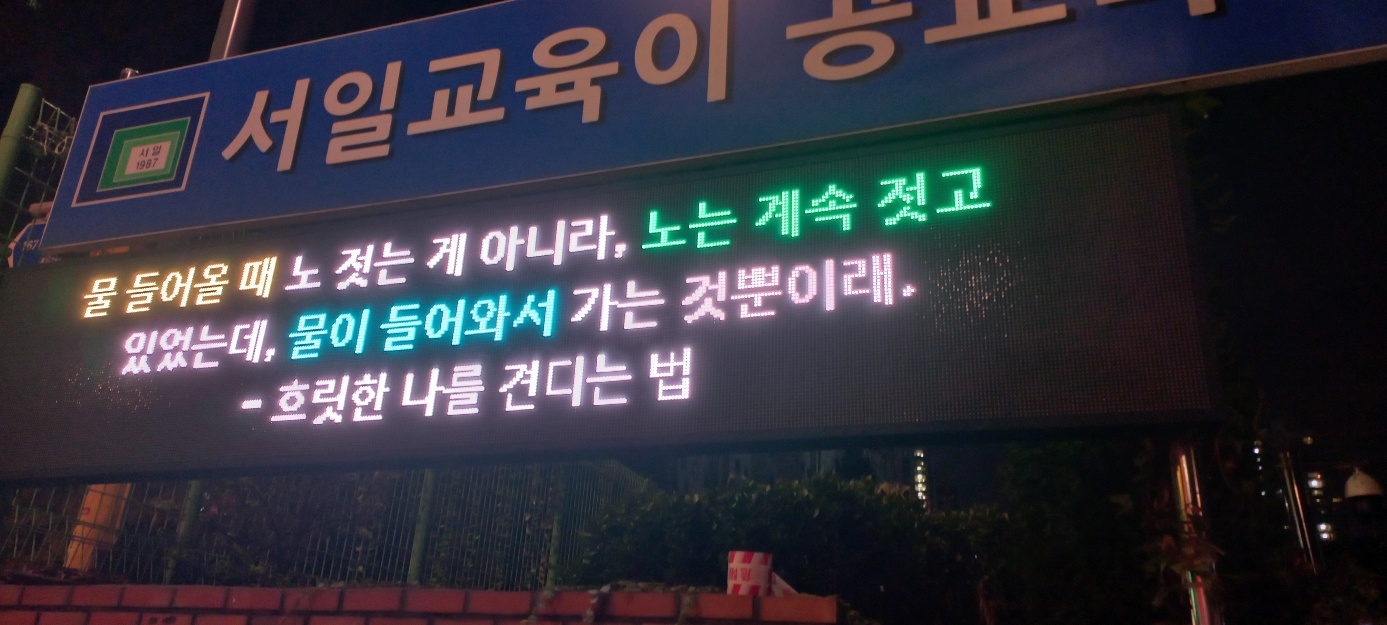 서일
1987
서일교육이
물 들어올 때 노 젓는 게 아니라, 노는 계속 젓고
있었는데, 물이 들어와서 가는 것뿐이래.
- 흐릿한 나를 견디는 법